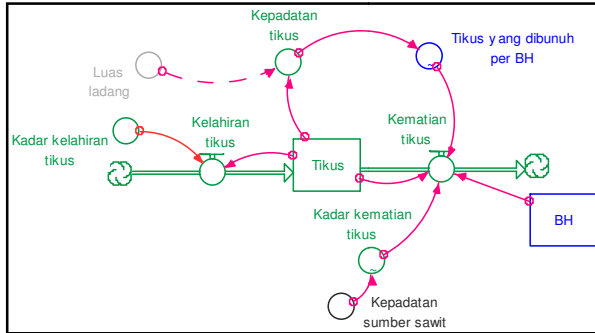 Kepadatan
tikus
Tikus yang dibunuh
per BH
Luas
ladang
Kelahiran
tikus
Kematian
tikus
Kadar kelahiran
tikus
Tikus
Kadar kematian
tikus
BH
Kepadatan
sumber sawit
~
~